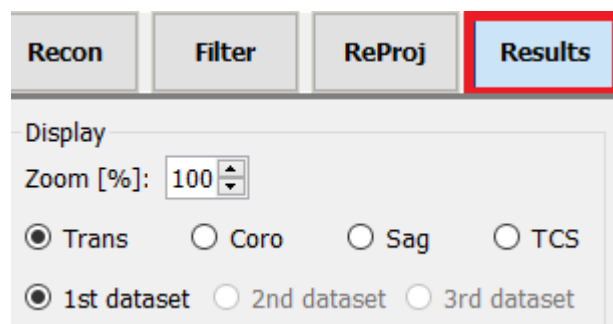 Recon Filter ReProj Results
Display
Zoom [%]: 100
Trans Coro Sag TCS
1st dataset 2nd dataset 3rd dataset